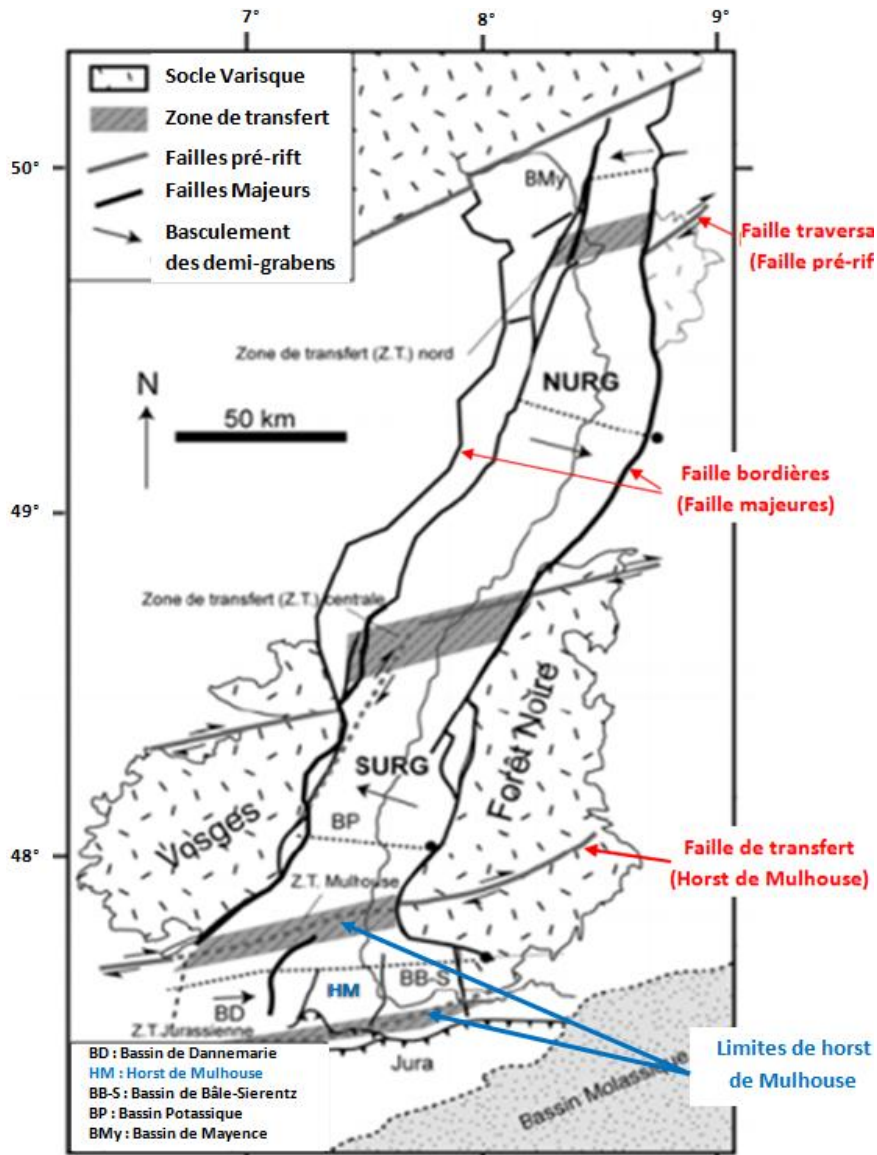 7°
8°
9°
Socle Varisque
Zone de transfert
Failles pré-rift
Failles Majeurs
Basculement
des demi-grabens
50°
BMy
Faille traversa
(Faille pré-rif
Zone de transfert (Z.T.) nord
NURG
N
50 km
Faille bordières
(Faille majeures)
49°
Zone de transfert (Z.T.) centrale
Forêt Noire
SURG
Vosges
BP
48°
Faille de transfert
(Horst de Mulhouse)
Z.T. Mulhouse
BB-S
HM
BD
Z.T.Jurassienne
Jura
Bassin Molassique
Limites de horst
de Mulhouse
BD : Bassin de Dannemarie
HM : Horst de Mulhouse
BB-S : Bassin de Bâle-Sierentz
BP : Bassin Potassique
BMy : Bassin de Mayence